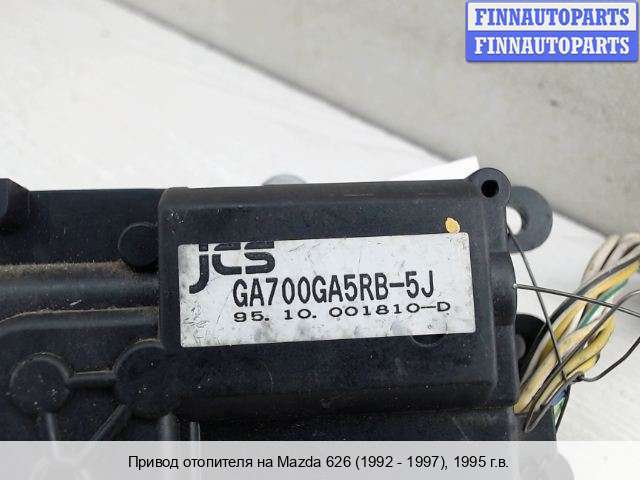 FINNAUTOPARTS
FINNAUTOPARTS
jcs
GA700GA5RB-5J
95. 10. 001810-D
Привод отопителя на Mazda 626 (1992 - 1997), 1995 г.в.